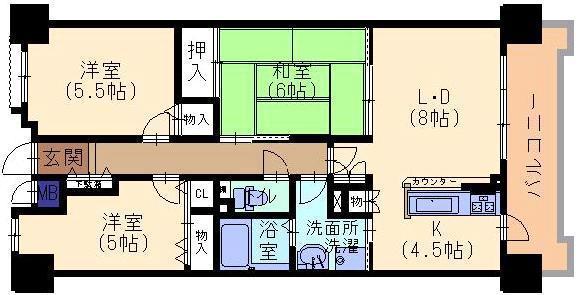 洋室
(5.5帖)
押
入
和室
(6帖)
L・D
(8帖)
バルコニー
物入
玄関
下駄箱
MB
洋室
(5帖)
CL
物
入
トイレ
浴
室
洗面所
洗濯
物
カウンター
K
(4.5帖)